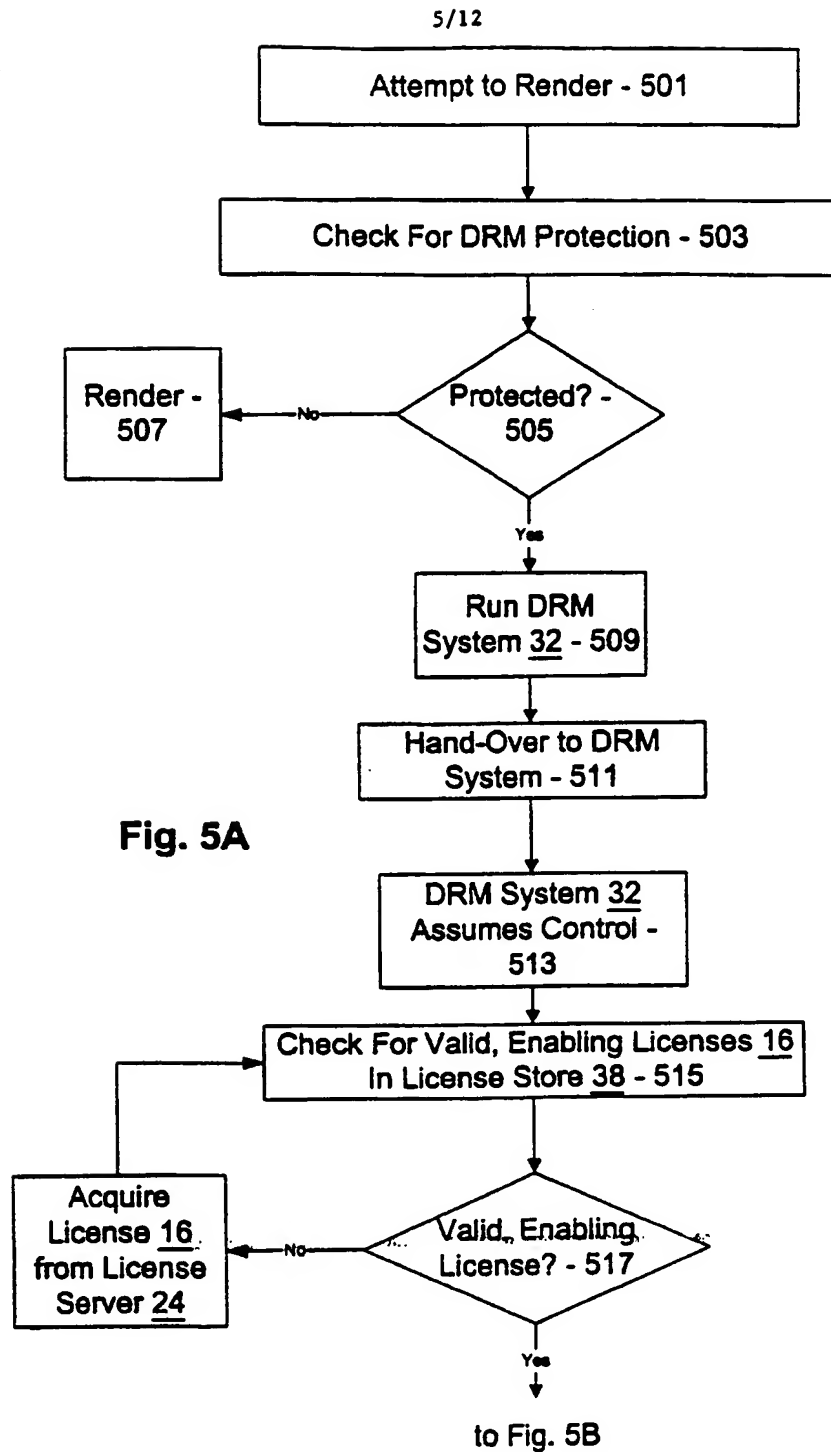 5/12
Attempt to Render - 501
Check For DRM Protection - 503
Protected? -
505
No
Render -
507
Yes
Run DRM
System 32 - 509
Hand-Over to DRM
System - 511
Fig. 5A
DRM System 32
Assumes Control -
513
Check For Valid, Enabling Licenses 16
In License Store 38 - 515
Valid, Enabling
License? - 517
No
Acquire
License 16
from License
Server 24
Yes
to Fig. 5B